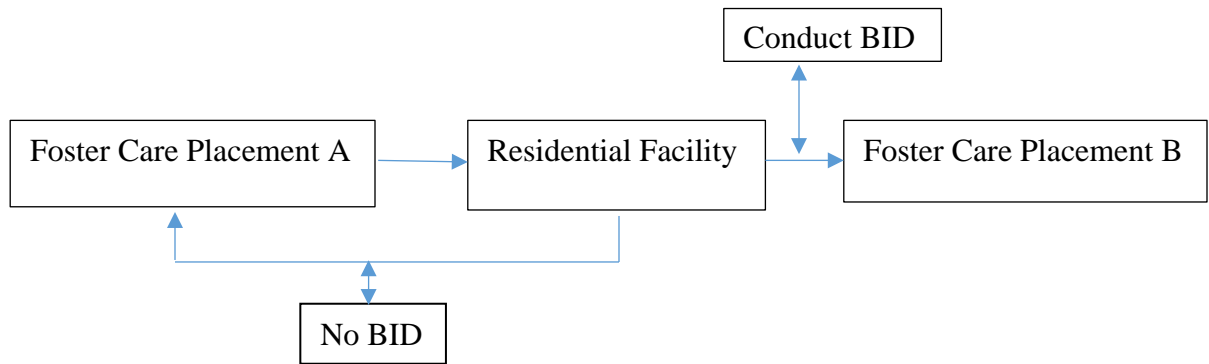 Conduct BID
Foster Care Placement A
Residential Facility
Foster Care Placement B
No BID